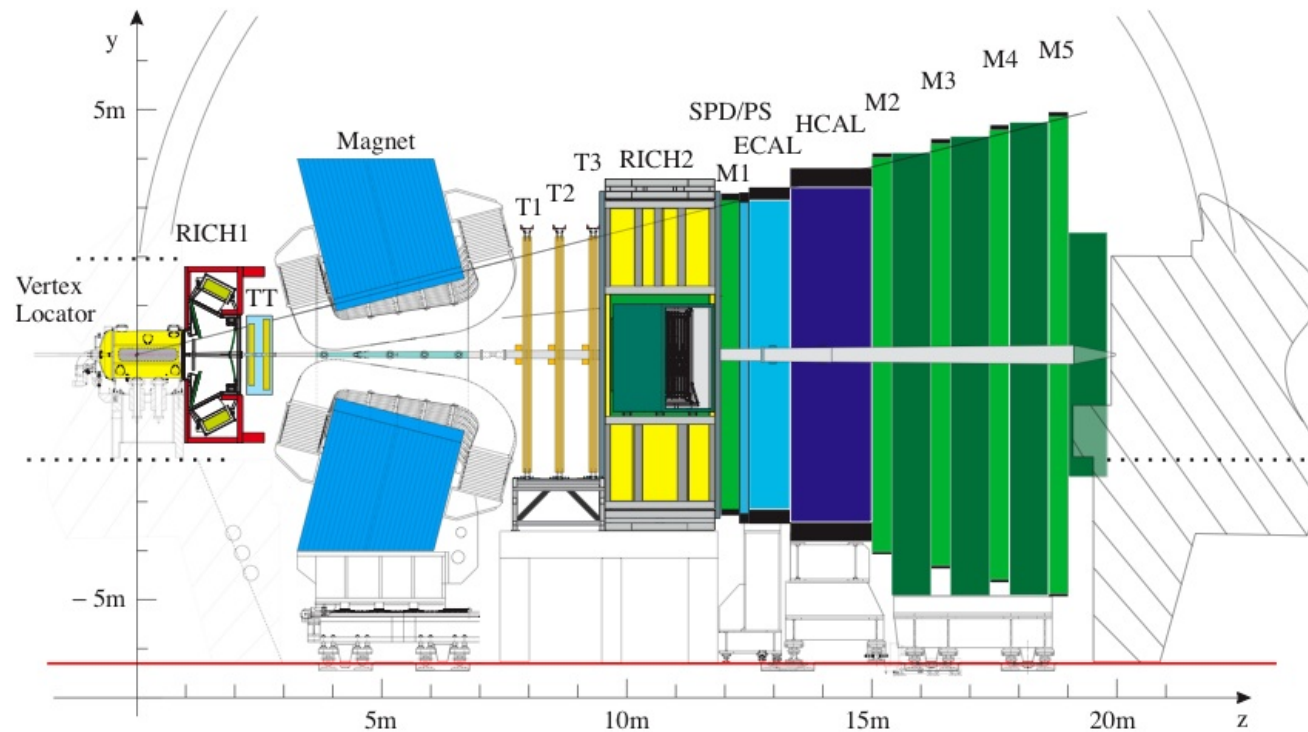 y
5m
Vertex
Locator
RICH1
TT
Magnet
T1
T2
T3
RICH2
M1
SPD/PS
ECAL
HCAL
M2
M3
M4
M5
− 5m
5m
10m
15m
20m
z